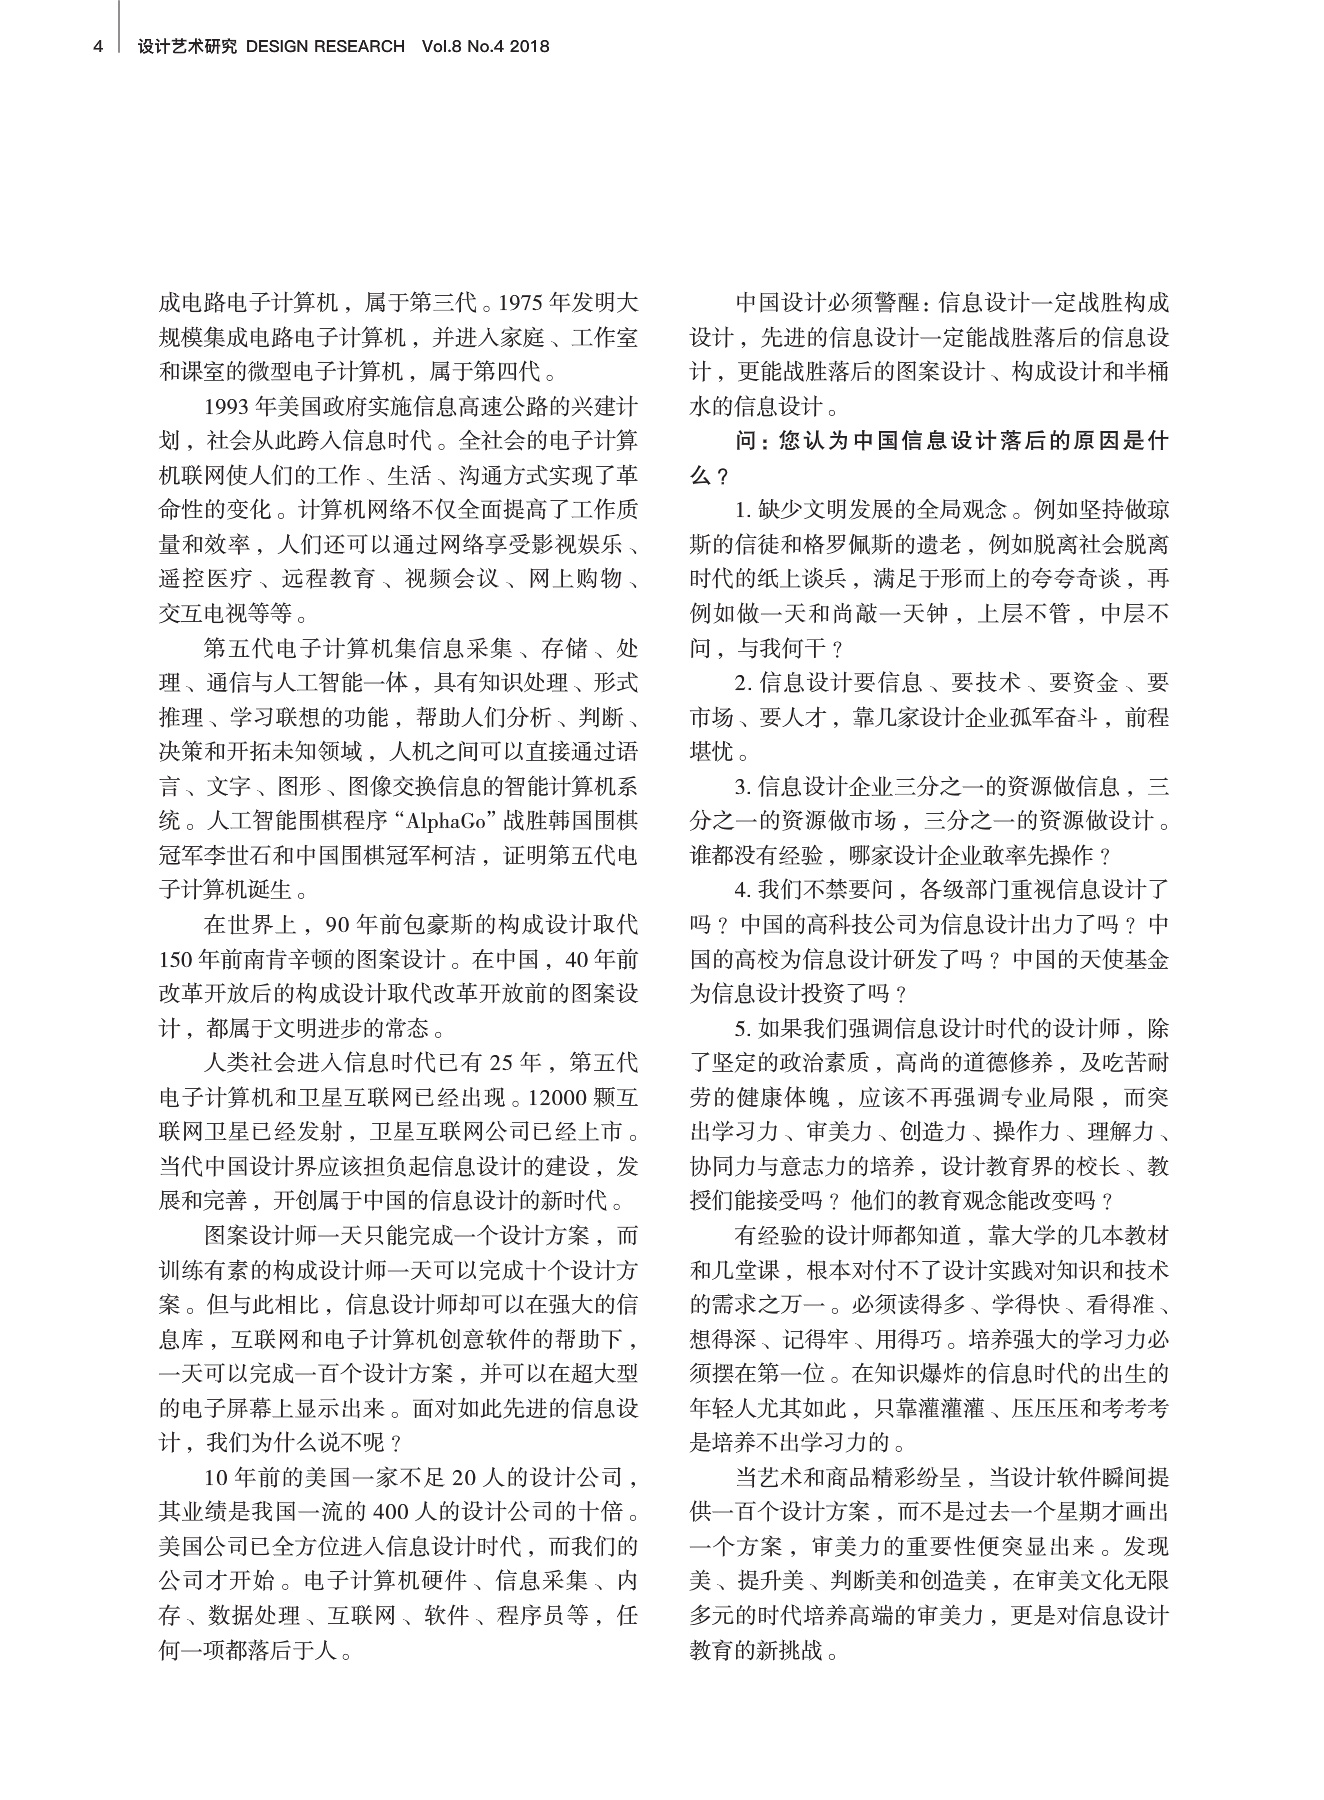 4 设计艺术研究 DESIGN RESEARCH Vol.8 No.4 2018
成电路电子计算机，属于第三代。1975 年发明大
规模集成电路电子计算机，并进入家庭、工作室
和课室的微型电子计算机，属于第四代。
1993 年美国政府实施信息高速公路的兴建计
划，社会从此跨入信息时代。全社会的电子计算
机联网使人们的工作、生活、沟通方式实现了革
命性的变化。计算机网络不仅全面提高了工作质
量和效率，人们还可以通过网络享受影视娱乐、
遥控医疗、远程教育、视频会议、网上购物、
交互电视等等。
第五代电子计算机集信息采集、存储、处
理、通信与人工智能一体，具有知识处理、形式
推理、学习联想的功能，帮助人们分析、判断、
决策和开拓未知领域，人机之间可以直接通过语
言、文字、图形、图像交换信息的智能计算机系
统。人工智能围棋程序“AlphaGo”战胜韩国围棋
冠军李世石和中国围棋冠军柯洁，证明第五代电
子计算机诞生。
在世界上，90 年前包豪斯的构成设计取代
150 年前南肯辛顿的图案设计。在中国，40 年前
改革开放后的构成设计取代改革开放前的图案设
计，都属于文明进步的常态。
人类社会进入信息时代已有 25 年，第五代
电子计算机和卫星互联网已经出现。12000 颗互
联网卫星已经发射，卫星互联网公司已经上市。
当代中国设计界应该担负起信息设计的建设，发
展和完善，开创属于中国的信息设计的新时代。
图案设计师一天只能完成一个设计方案，而
训练有素的构成设计师一天可以完成十个设计方
案。但与此相比，信息设计师却可以在强大的信
息库，互联网和电子计算机创意软件的帮助下，
一天可以完成一百个设计方案，并可以在超大型
的电子屏幕上显示出来。面对如此先进的信息设
计，我们为什么说不呢？
10 年前的美国一家不足 20 人的设计公司，
其业绩是我国一流的 400 人的设计公司的十倍。
美国公司已全方位进入信息设计时代，而我们的
公司才开始。电子计算机硬件、信息采集、内
存、数据处理、互联网、软件、程序员等，任
何一项都落后于人。
中国设计必须警醒：信息设计一定战胜构成
设计，先进的信息设计一定能战胜落后的信息设
计，更能战胜落后的图案设计、构成设计和半桶
水的信息设计。
问：您认为中国信息设计落后的原因是什
么？
1. 缺少文明发展的全局观念。例如坚持做琼
斯的信徒和格罗佩斯的遗老，例如脱离社会脱离
时代的纸上谈兵，满足于形而上的夸夸奇谈，再
例如做一天和尚敲一天钟，上层不管，中层不
问，与我何干？
2. 信息设计要信息、要技术、要资金、要
市场、要人才，靠几家设计企业孤军奋斗，前程
堪忧。
3. 信息设计企业三分之一的资源做信息，三
分之一的资源做市场，三分之一的资源做设计。
谁都没有经验，哪家设计企业敢率先操作？
4. 我们不禁要问，各级部门重视信息设计了
吗？中国的高科技公司为信息设计出力了吗？中
国的高校为信息设计研发了吗？中国的天使基金
为信息设计投资了吗？
5. 如果我们强调信息设计时代的设计师，除
了坚定的政治素质，高尚的道德修养，及吃苦耐
劳的健康体魄，应该不再强调专业局限，而突
出学习力、审美力、创造力、操作力、理解力、
协同力与意志力的培养，设计教育界的校长、教
授们能接受吗？他们的教育观念能改变吗？
有经验的设计师都知道，靠大学的几本教材
和几堂课，根本对付不了设计实践对知识和技术
的需求之万一。必须读得多、学得快、看得准、
想得深、记得牢、用得巧。培养强大的学习力必
须摆在第一位。在知识爆炸的信息时代的出生的
年轻人尤其如此，只靠灌灌灌、压压压和考考考
是培养不出学习力的。
当艺术和商品精彩纷呈，当设计软件瞬间提
供一百个设计方案，而不是过去一个星期才画出
一个方案，审美力的重要性便突显出来。发现
美、提升美、判断美和创造美，在审美文化无限
多元的时代培养高端的审美力，更是对信息设计
教育的新挑战。